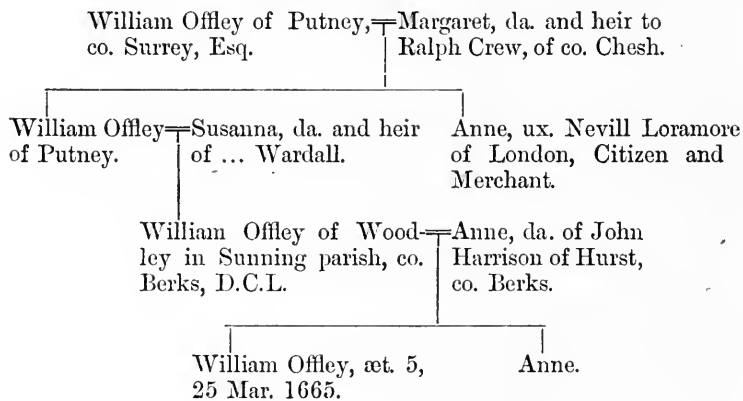 William Offley of Putney,
co. Surrey, Esq.
Margaret, da. and heir to
Ralph Crew, of co. Chesh.
William Offley
of Putney.
Susanna, da. and heir
of ... Wardall.
Anne, ux. Nevill Loramore
of London, Citizen and
Merchant.
William Offley of Wood-
ley in Sunning parish, co.
Berks, D.C.L.
Anne, da. of John
Harrison of Hurst,
co. Berks.
William Offley, æt. 5,
25 Mar. 1665.
Anne.